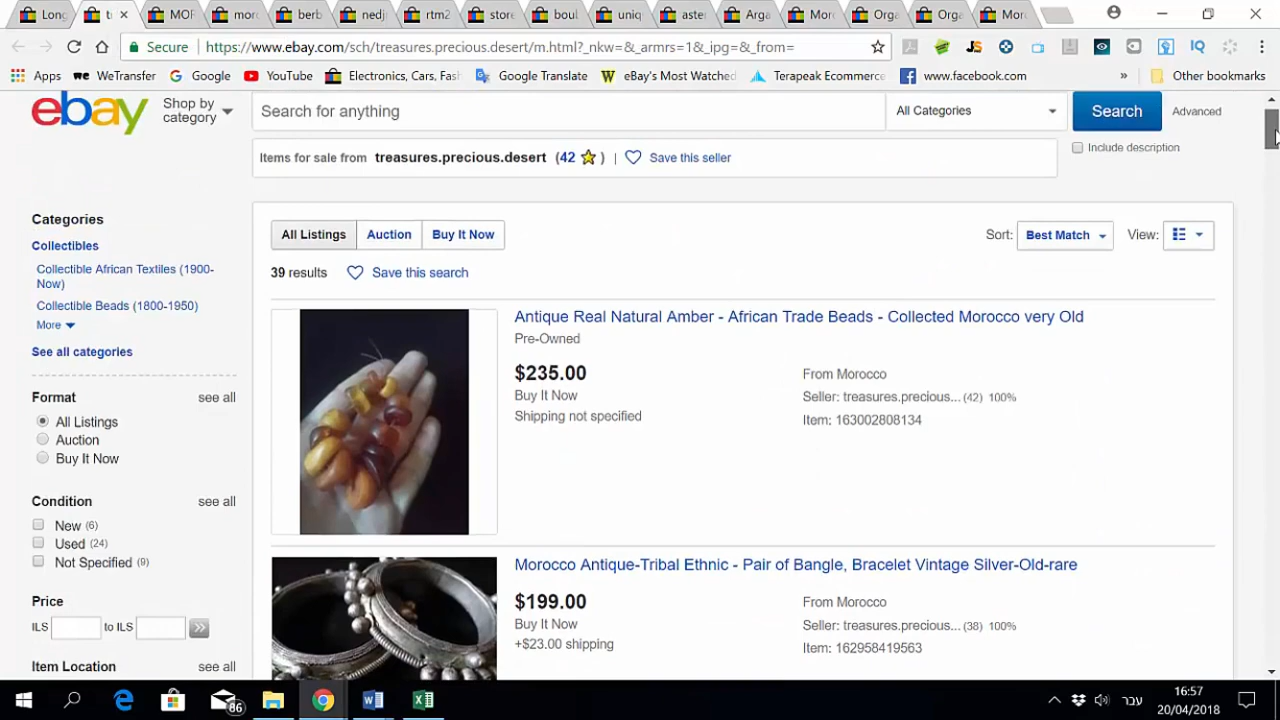 Long
t
MOF
moro
berb
nedj
rtm2
store
boul
uniq
aster
Arga
Mor
Orga
Orga
Mor
Secure https://www.ebay.com/sch/treasures.precious.desert/m.html?_nkw=&_armrs=1&_ipg=&_from=
Apps WeTransfer Google YouTube Electronics, Cars, Fas Google Translate eBay's Most Watched Terapeak Ecommerce www.facebook.com » Other bookmarks
ebay Shop by category Search for anything All Categories Search Advanced
Items for sale from treasures.precious.desert (42 ) | Save this seller
Include description
Categories
Collectibles
Collectible African Textiles (1900-
Now)
Collectible Beads (1800-1950)
More
See all categories
Format see all
All Listings
Auction
Buy It Now
Condition see all
New (6)
Used (24)
Not Specified (9)
Price
ILS to ILS >>
Item Location see all
All Listings Auction Buy It Now
Sort: Best Match View:
39 results Save this search
Antique Real Natural Amber - African Trade Beads - Collected Morocco very Old
Pre-Owned
$235.00
Buy It Now
Shipping not specified
From Morocco
Seller: treasures.precious... (42) 100%
Item: 163002808134
Morocco Antique-Tribal Ethnic - Pair of Bangle, Bracelet Vintage Silver-Old-rare
$199.00
Buy It Now
+$23.00 shipping
From Morocco
Seller: treasures.precious... (38) 100%
Item: 162958419563
86
עבר
16:57
20/04/2018